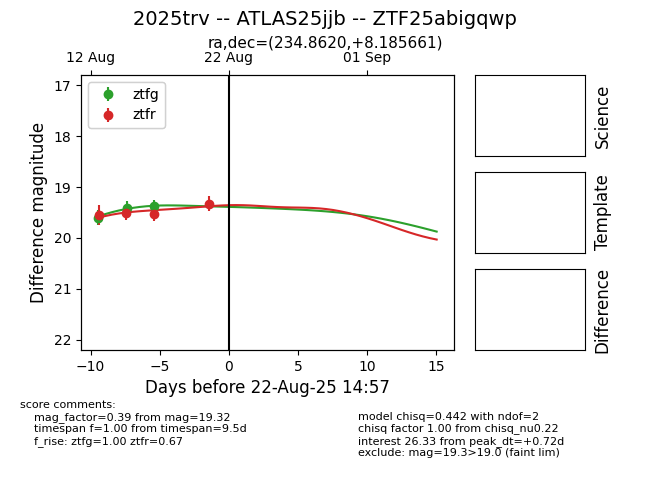 2025trv -- ATLAS25jjb -- ZTF25abigqwp
ra,dec=(234.8620,+8.185661)
12 Aug 22 Aug 01 Sep
17
18
19
20
21
22
Difference magnitude
ztfg
ztfr
−10 −5 0 5 10 15
Days before 22-Aug-25 14:57
Science
Template
Difference
score comments:
mag_factor=0.39 from mag=19.32
timespan f=1.00 from timespan=9.5d
f_rise: ztfg=1.00 ztfr=0.67
model chisq=0.442 with ndof=2
chisq factor 1.00 from chisq_nu0.22
interest 26.33 from peak_dt=+0.72d
exclude: mag=19.3>19.0 (faint lim)